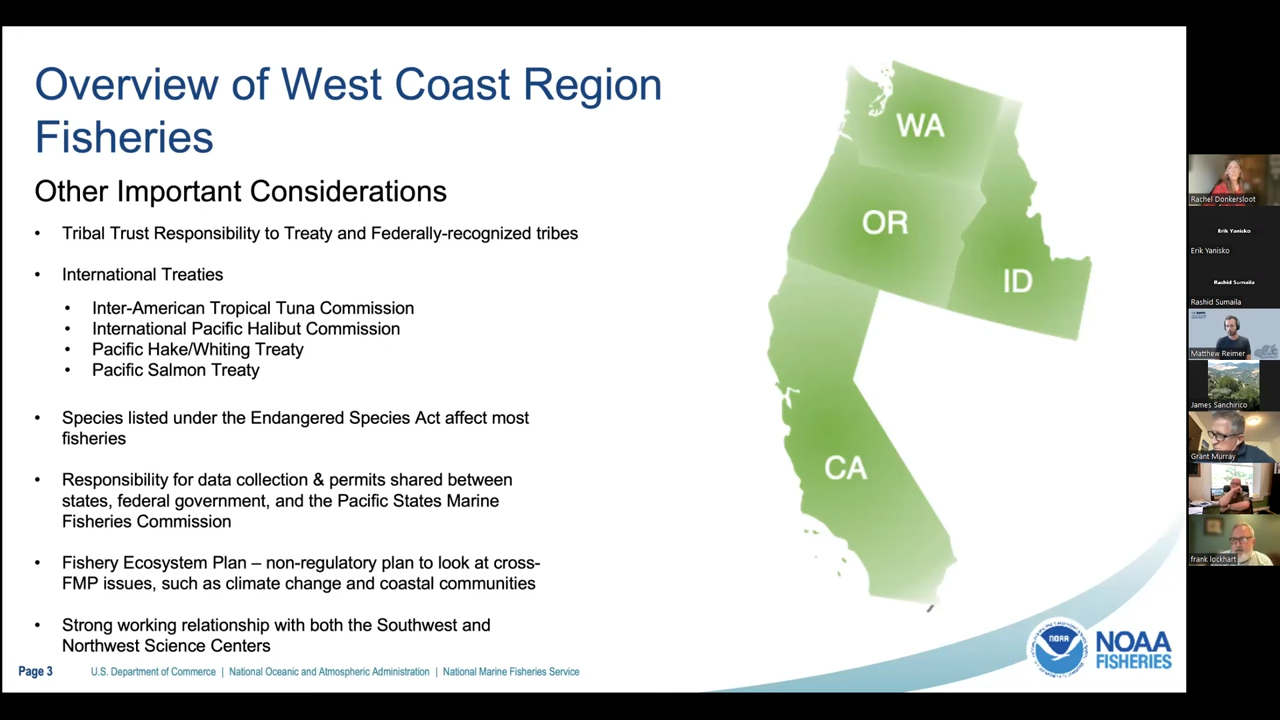 Overview of West Coast Region
Fisheries
Other Important Considerations
• Tribal Trust Responsibility to Treaty and Federally-recognized tribes
• International Treaties
• Inter-American Tropical Tuna Commission
• International Pacific Halibut Commission
• Pacific Hake/Whiting Treaty
• Pacific Salmon Treaty
• Species listed under the Endangered Species Act affect most
fisheries
• Responsibility for data collection & permits shared between
states, federal government, and the Pacific States Marine
Fisheries Commission
• Fishery Ecosystem Plan – non-regulatory plan to look at cross-
FMP issues, such as climate change and coastal communities
• Strong working relationship with both the Southwest and
Northwest Science Centers
Page 3
U.S. Department of Commerce | National Oceanic and Atmospheric Administration | National Marine Fisheries Service
WA
OR
ID
CA
NOAA
NOAA
FISHERIES
Rachel Donkersloot
Erik Yanisko
Erik Yanisko
Rashid Sumaila
Rashid Sumaila
Matthew Reimer
James Sanchirico
Grant Murray
frank lockhart